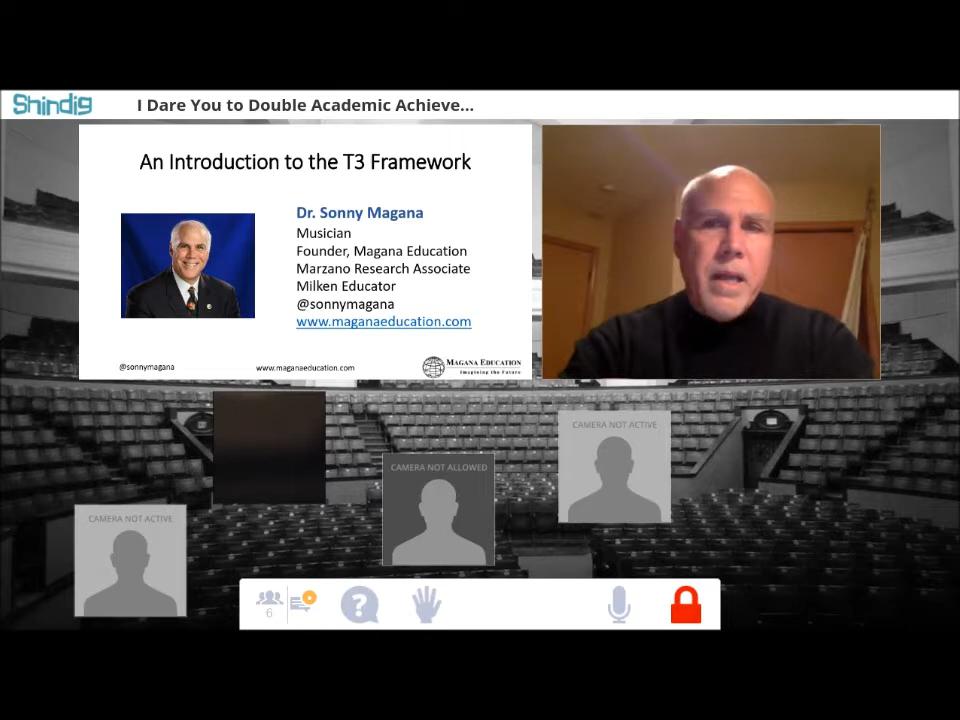 Shindig
I Dare You to Double Academic Achieve...
An Introduction to the T3 Framework
Dr. Sonny Magana
Musician
Founder, Magana Education
Marzano Research Associate
Milken Educator
@sonnymagana
www.maganaeducation.com
@sonnymagana
www.maganaeducation.com
MAGANA EDUCATION
Imagining the Future
CAMERA NOT ACTIVE
CAMERA NOT ALLOWED
CAMERA NOT ACTIVE
6
?